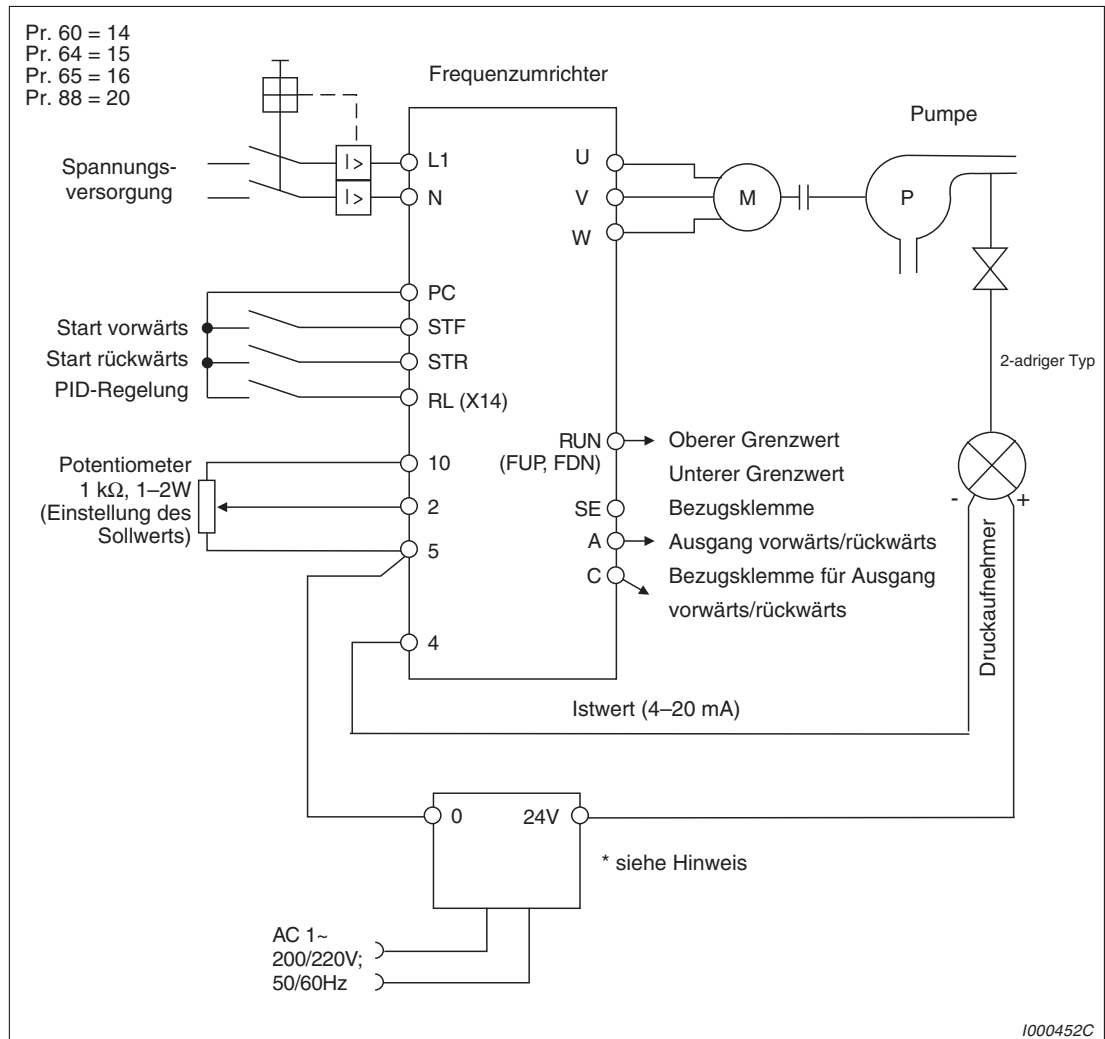 Pr. 60 = 14
Pr. 64 = 15
Pr. 65 = 16
Pr. 88 = 20
Frequenzumrichter
Pumpe
Spannungs-
versorgung
I >
I >
L1
N
U
V
W
M
P
PC
Start vorwärts
STF
Start rückwärts
STR
PID-Regelung
RL (X14)
2-adriger Typ
RUN
(FUP, FDN)
Oberer Grenzwert
Unterer Grenzwert
SE
Bezugsklemme
A
Ausgang vorwärts/rückwärts
C
Bezugsklemme für Ausgang
vorwärts/rückwärts
Potentiometer
1 kΩ, 1–2W
(Einstellung des
Sollwerts)
10
2
5
4
- +
Druckaufnehmer
Istwert (4–20 mA)
0
24V
* siehe Hinweis
AC 1~
200/220V;
50/60Hz
I000452C